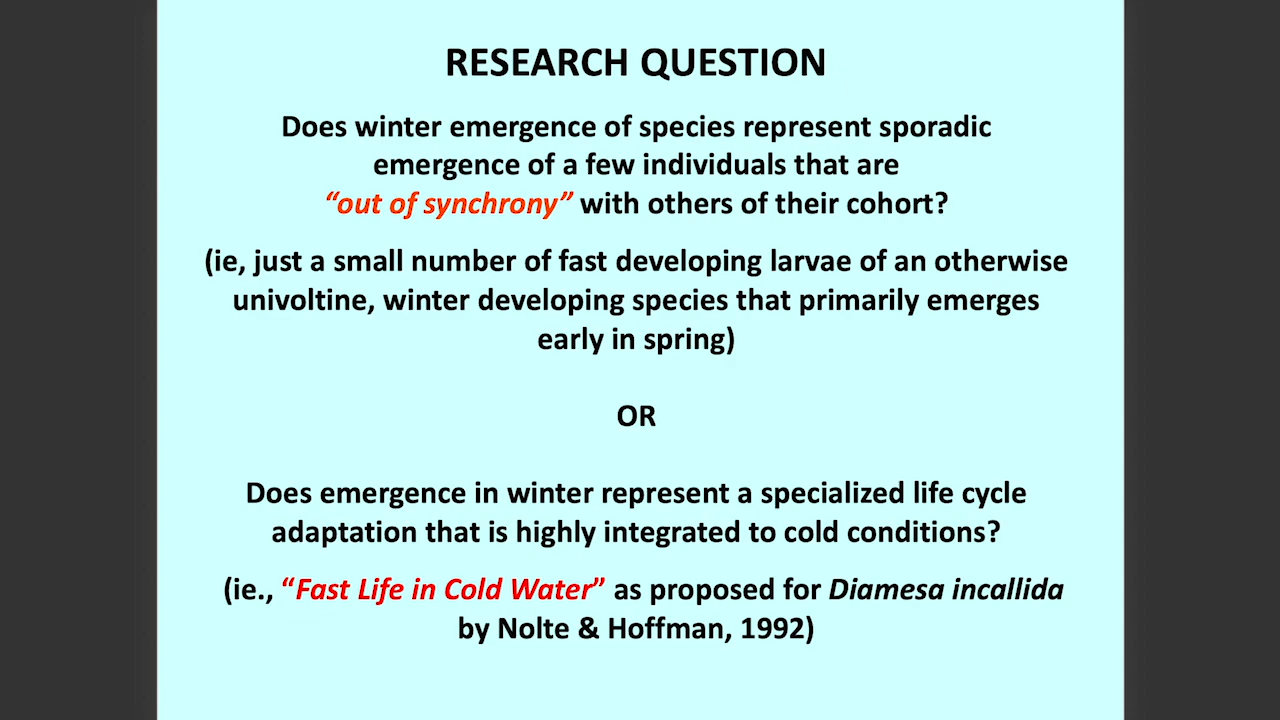 RESEARCH QUESTION
Does winter emergence of species represent sporadic
emergence of a few individuals that are
“out of synchrony” with others of their cohort?
(ie, just a small number of fast developing larvae of an otherwise
univoltine, winter developing species that primarily emerges
early in spring)
OR
Does emergence in winter represent a specialized life cycle
adaptation that is highly integrated to cold conditions?
(ie., “Fast Life in Cold Water” as proposed for Diamesa incallida
by Nolte & Hoffman, 1992)